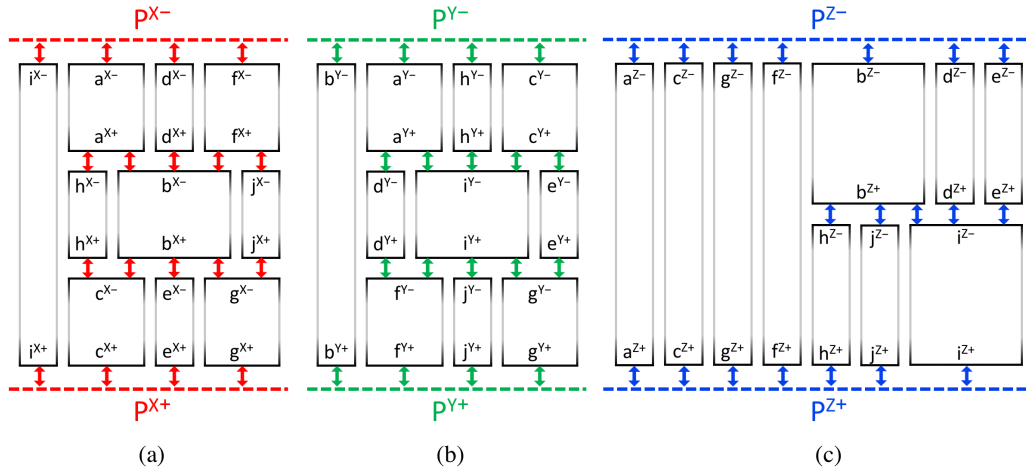 P^X− P^Y− P^Z−
i^X− a^X− d^X− f^X− b^Y− a^Y− h^Y− c^Y− a^Z− c^Z− g^Z− f^Z− b^Z− d^Z− e^Z−
a^X+ d^X+ f^X+ a^Y+ h^Y+ c^Y+
h^X− b^X− j^X− d^Y− i^Y− e^Y−
b^Z+ d^Z+ e^Z+
h^X+ b^X+ j^X+ d^Y+ i^Y+ e^Y+ h^Z− j^Z− i^Z−
c^X− e^X− g^X− f^Y− j^Y− g^Y−
i^X+ c^X+ e^X+ g^X+ b^Y+ f^Y+ j^Y+ g^Y+ a^Z+ c^Z+ g^Z+ f^Z+ h^Z+ j^Z+ i^Z+
P^X+ P^Y+ P^Z+
(a) (b) (c)